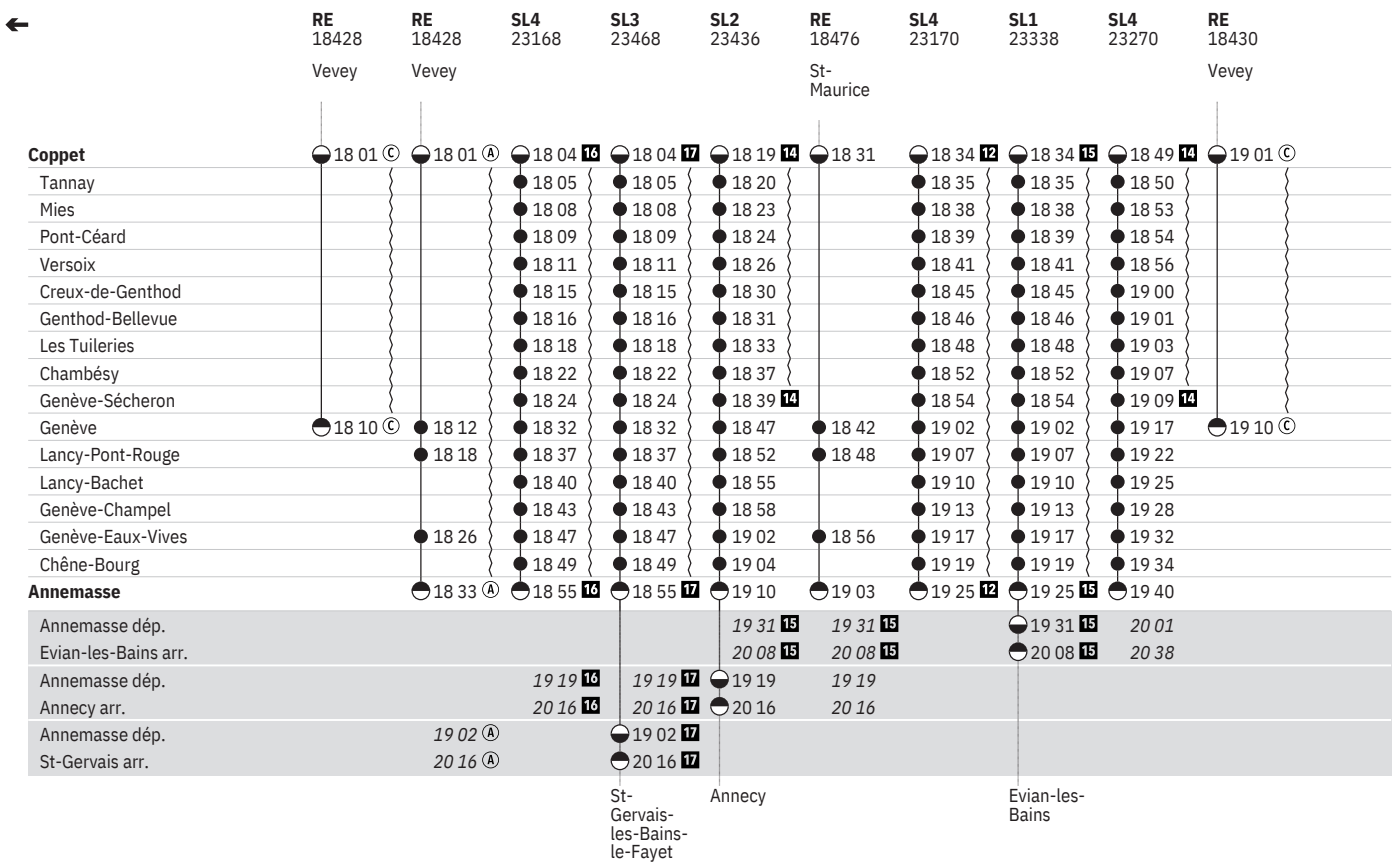 RE RE SL4 SL3 SL2 RE SL4 SL1 SL4 RE
18428 18428 23168 23468 23436 18476 23170 23338 23270 18430
Vevey Vevey St- Vevey
Maurice
Coppet 18 01 Ⓒ 18 01 Ⓐ 18 04 16 18 04 17 18 19 14 18 31 18 34 12 18 34 15 18 49 14 19 01 Ⓒ
Tannay 18 05 18 05 18 20 18 35 18 35 18 50
Mies 18 08 18 08 18 23 18 38 18 38 18 53
Pont-Céard 18 09 18 09 18 24 18 39 18 39 18 54
Versoix 18 11 18 11 18 26 18 41 18 41 18 56
Creux-de-Genthod 18 15 18 15 18 30 18 45 18 45 19 00
Genthod-Bellevue 18 16 18 16 18 31 18 46 18 46 19 01
Les Tuileries 18 18 18 18 18 33 18 48 18 48 19 03
Chambésy 18 22 18 22 18 37 18 52 18 52 19 07
Genève-Sécheron 18 24 18 24 18 39 14 18 54 18 54 19 09 14
Genève 18 10 Ⓒ 18 12 18 32 18 32 18 47 18 42 19 02 19 02 19 17 19 10 Ⓒ
Lancy-Pont-Rouge 18 18 18 37 18 37 18 52 18 48 19 07 19 07 19 22
Lancy-Bachet 18 40 18 40 18 55 19 10 19 10 19 25
Genève-Champel 18 43 18 43 18 58 19 13 19 13 19 28
Genève-Eaux-Vives 18 26 18 47 18 47 19 02 18 56 19 17 19 17 19 32
Chêne-Bourg 18 49 18 49 19 04 19 19 19 19 19 34
Annemasse 18 33 Ⓐ 18 55 16 18 55 17 19 10 19 03 19 25 12 19 25 15 19 40
Annemasse dép. 19 31 15 19 31 15 19 31 15 20 01
Evian-les-Bains arr. 20 08 15 20 08 15 20 08 15 20 38
Annemasse dép. 19 19 16 19 19 17 19 19 19 19
Annecy arr. 20 16 16 20 16 17 20 16 20 16
Annemasse dép. 19 02 Ⓐ 19 02 17
St-Gervais arr. 20 16 Ⓐ 20 16 17
St- Annecy Evian-les-
Gervais- Bains
les-Bains-
le-Fayet